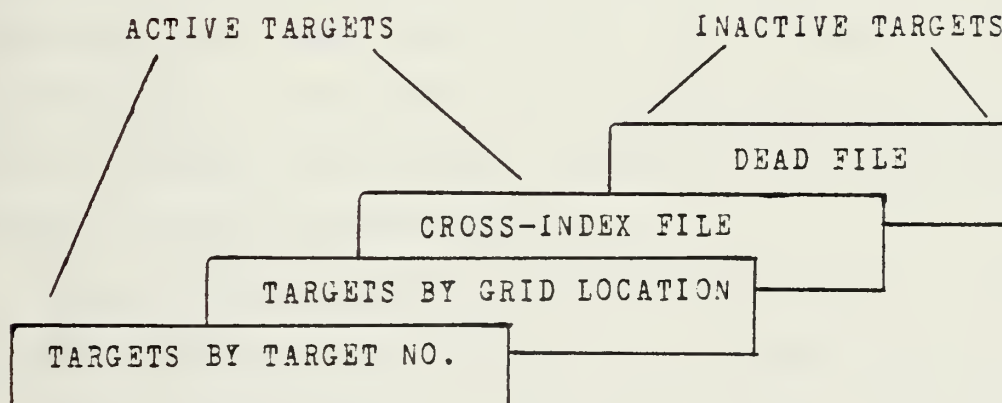 ACTIVE TARGETS
INACTIVE TARGETS
DEAD FILE
CROSS-INDEX FILE
TARGETS BY GRID LOCATION
TARGETS BY TARGET NO.